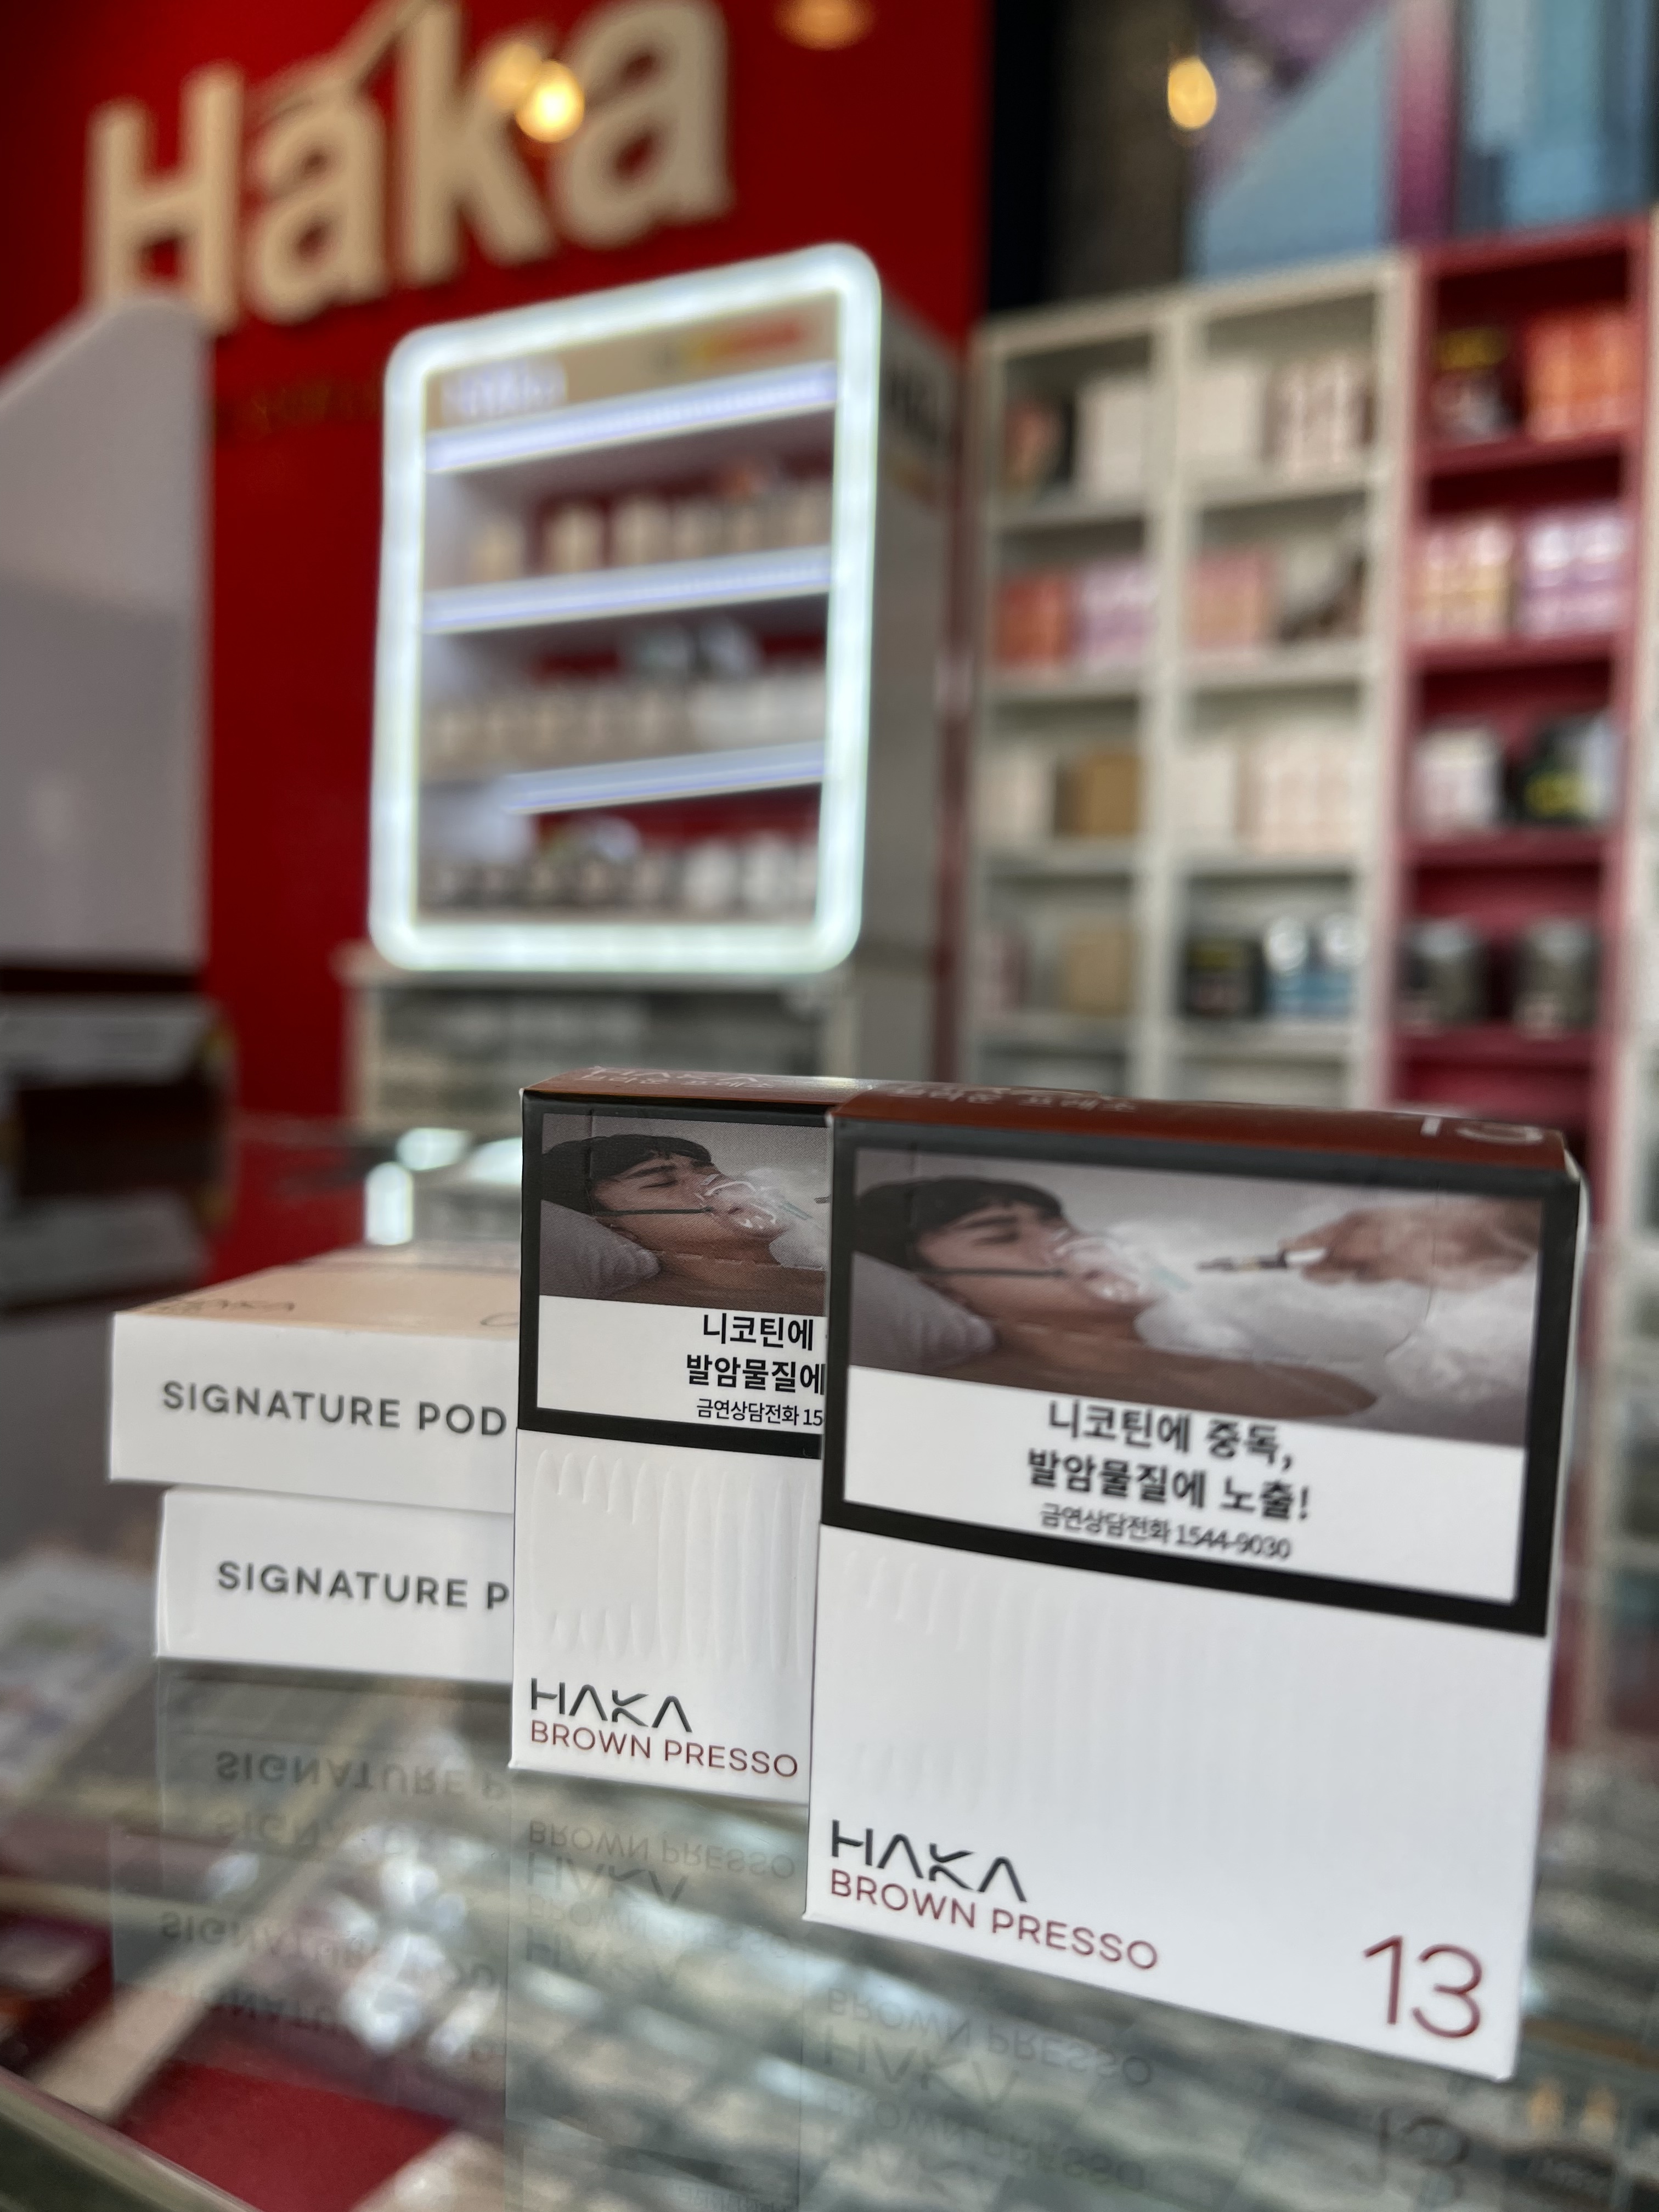 Haka
SIGNATURE POD
SIGNATURE P
니코틴에
발암물질에
금연상담전화 15
HAKA
BROWN PRESSO
니코틴에 중독,
발암물질에 노출!
금연상담전화 1544-9030
HAKA
BROWN PRESSO
13